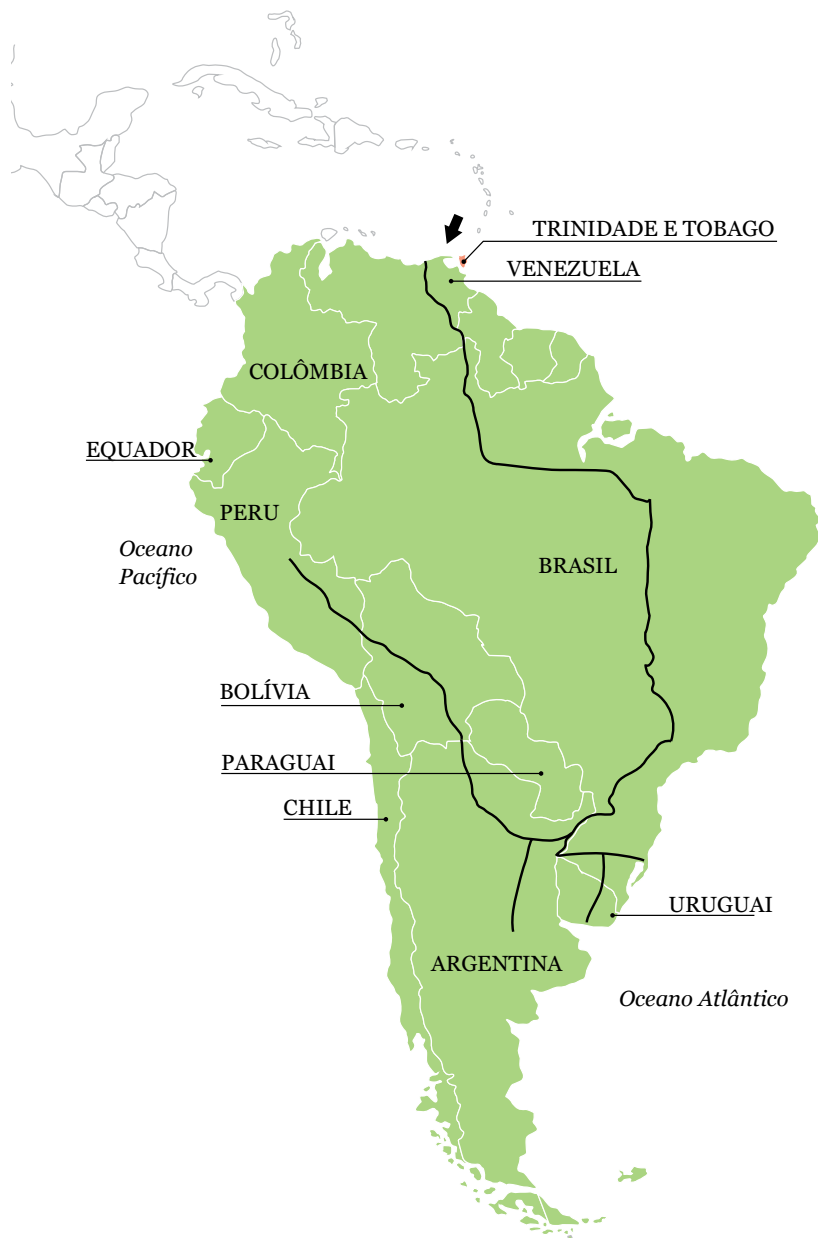 TRINIDADE E TOBAGO
VENEZUELA
COLÔMBIA
EQUADOR
PERU
Oceano
Pacífico
BRASIL
BOLÍVIA
PARAGUAI
CHILE
URUGUAI
ARGENTINA
Oceano Atlântico